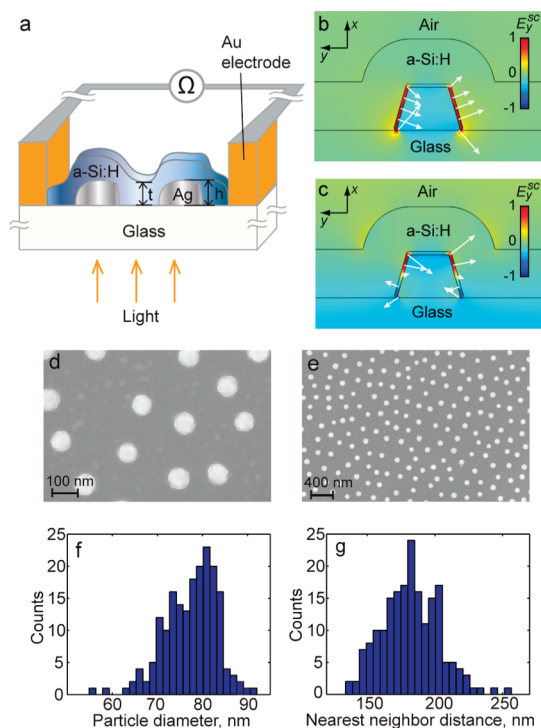 a
Ω
Au
electrode
a-Si:H
t
Ag
h
Glass
Light
b
x
y
Air
a-Si:H
Glass
E_y^sc
1
0
-1
c
x
y
Air
a-Si:H
Glass
E_y^sc
1
0
-1
d
100 nm
e
400 nm
f
25
20
15
10
5
0
Counts
60 70 80 90
Particle diameter, nm
g
25
20
15
10
5
0
Counts
150 200 250
Nearest neighbor distance, nm